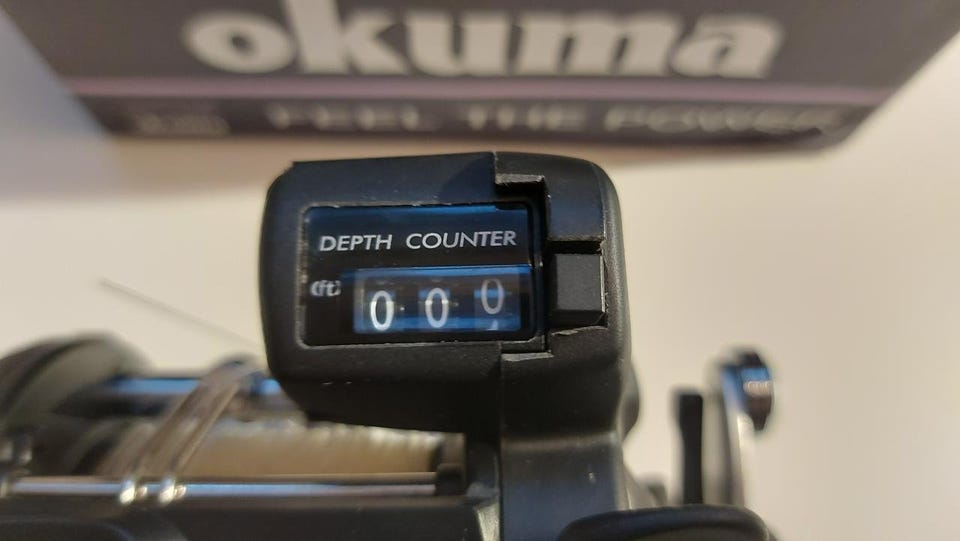 okuma
FEEL THE POWER
DEPTH COUNTER
(ft)
0 0 0